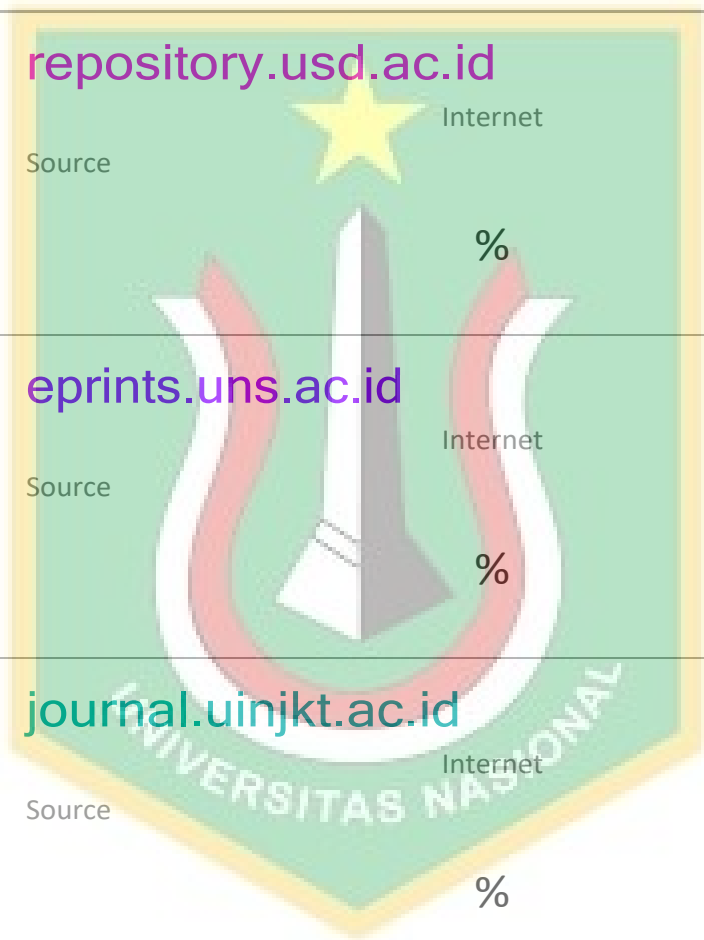 repository.usd.ac.id
Internet
Source
%
eprints.uns.ac.id
Internet
Source
%
journal.uinjkt.ac.id
Internet
Source
%
UNIVERSITAS NASIONAL